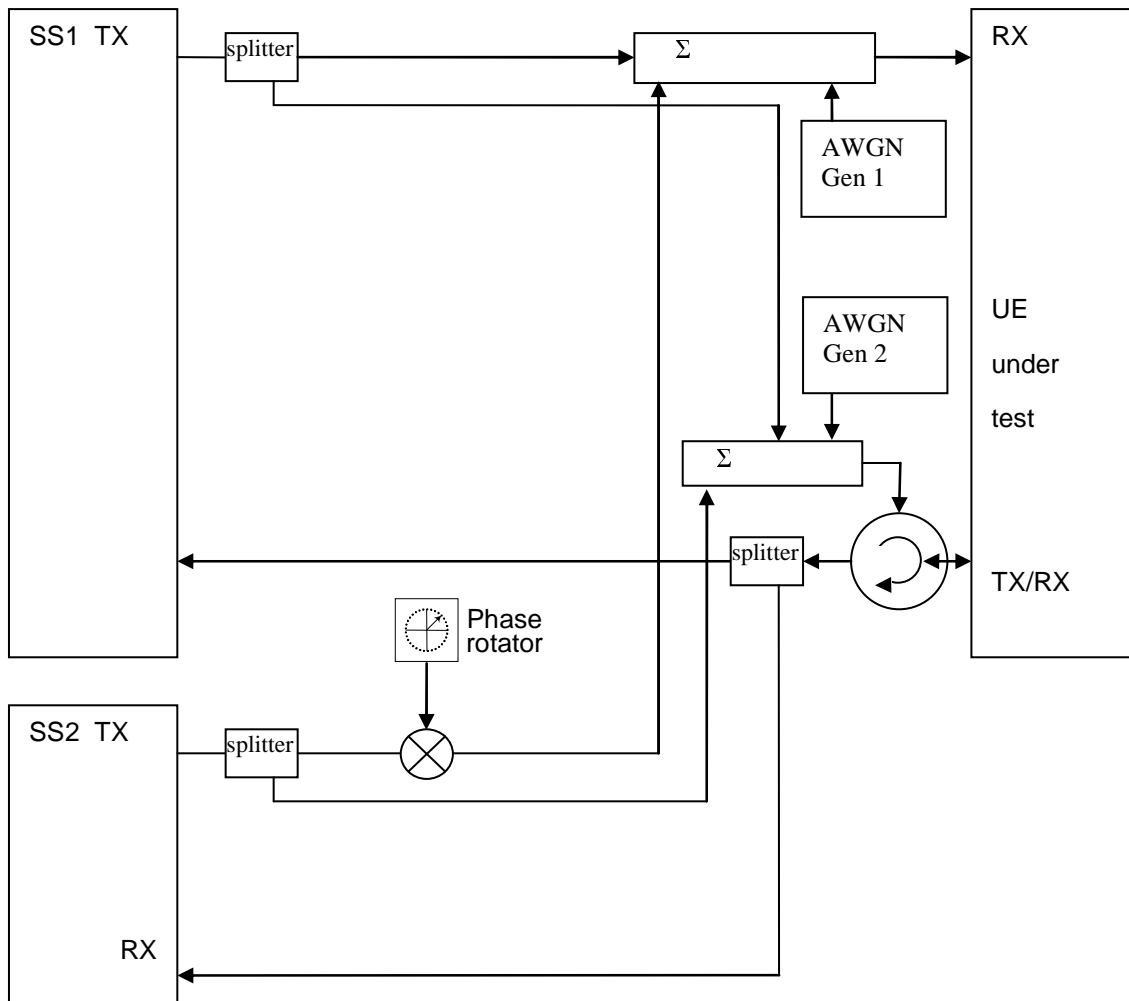 SS1 TX
splitter
Σ
RX
AWGN
Gen 1
AWGN
Gen 2
UE
under
test
Σ
splitter
TX/RX
Phase
rotator
SS2 TX
splitter
RX